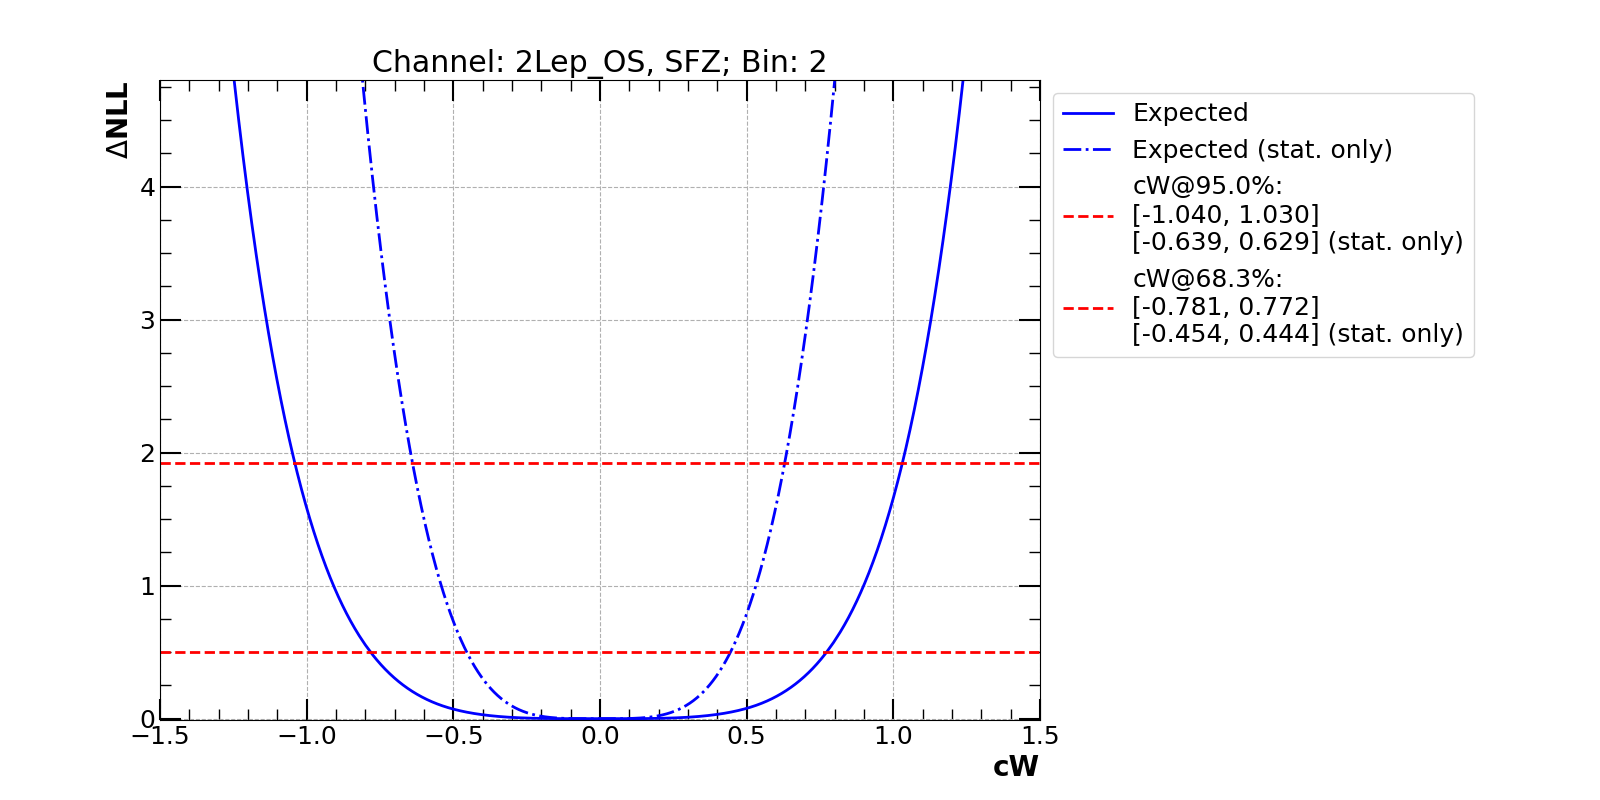 Channel: 2Lep_OS, SFZ; Bin: 2
ΔNLL
4
3
2
1
0
−1.5
−1.0
−0.5
0.0
0.5
1.0
1.5
cW
Expected
Expected (stat. only)
cW@95.0%:
[-1.040, 1.030]
[-0.639, 0.629] (stat. only)
cW@68.3%:
[-0.781, 0.772]
[-0.454, 0.444] (stat. only)